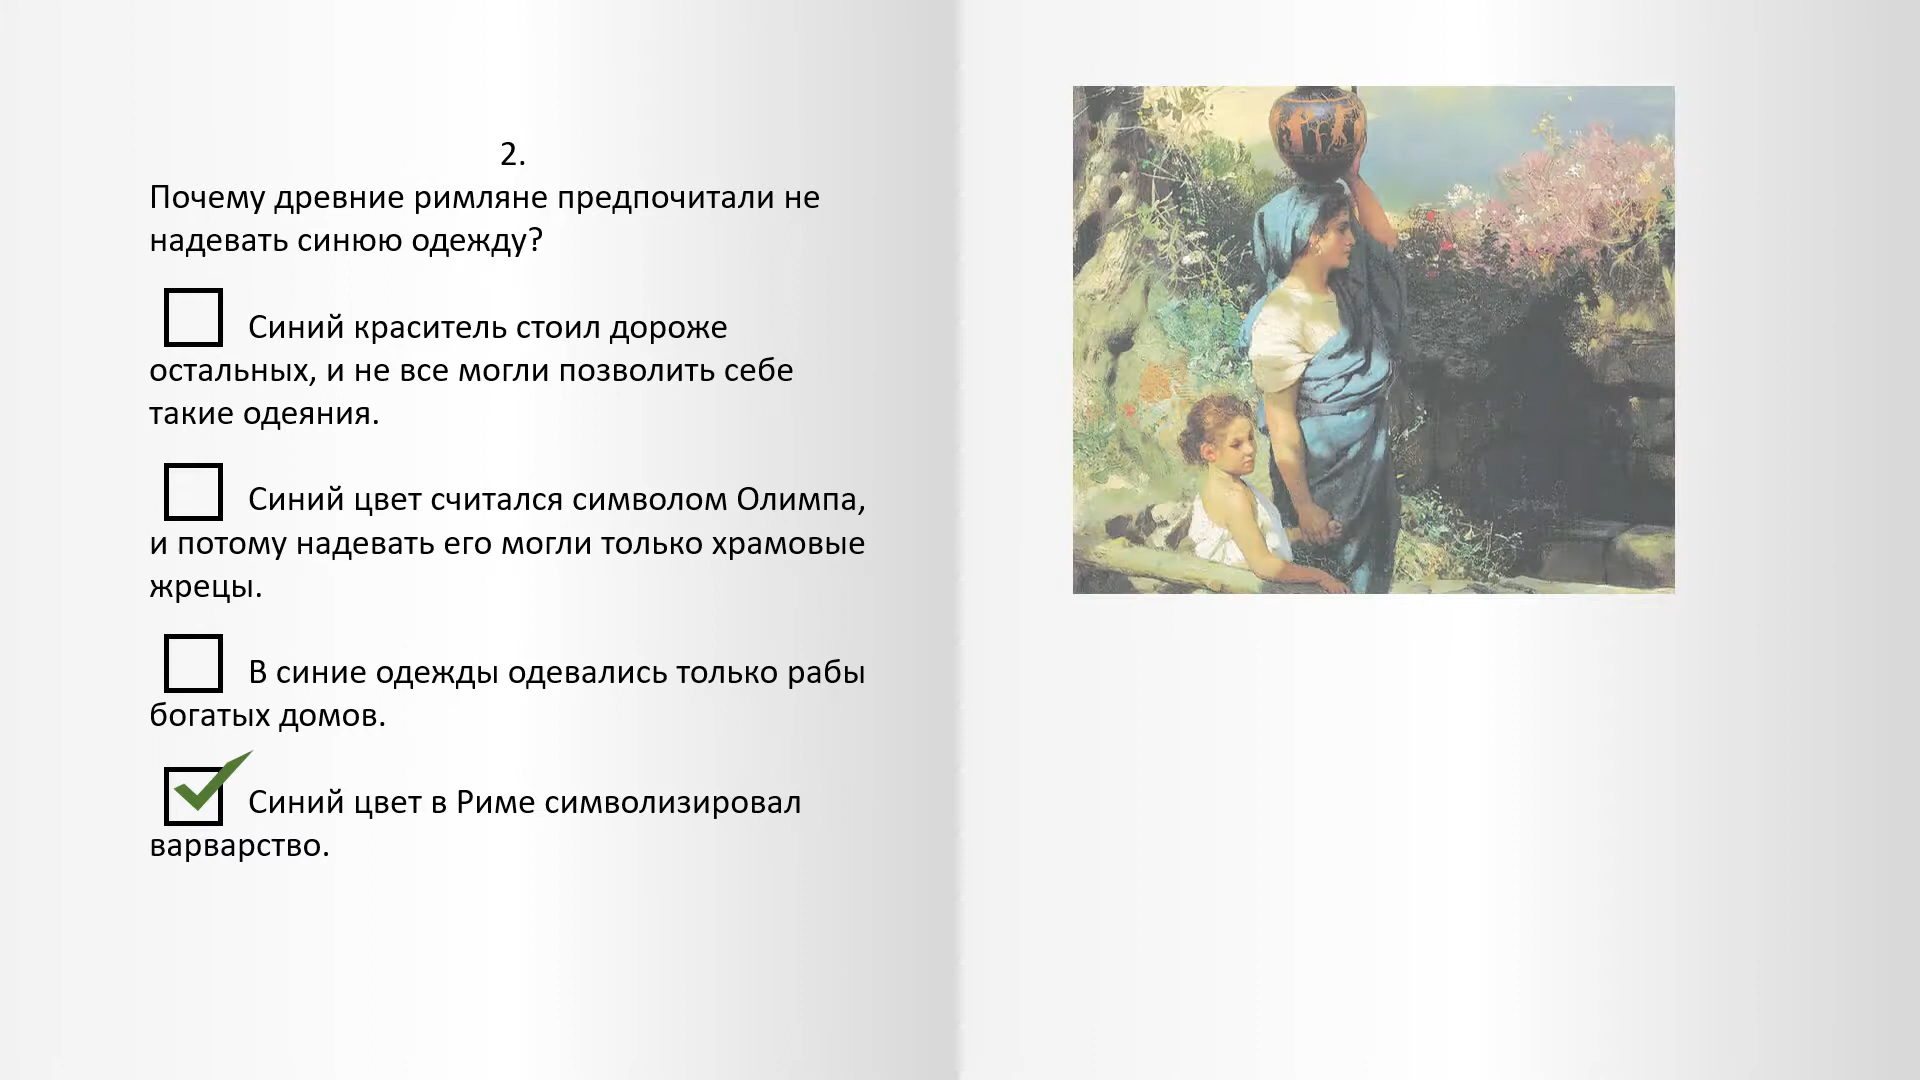 2.
Почему древние римляне предпочитали не
надевать синюю одежду?
Синий краситель стоил дороже
остальных, и не все могли позволить себе
такие одеяния.
Синий цвет считался символом Олимпа,
и потому надевать его могли только храмовые
жрецы.
В синие одежды одевались только рабы
богатых домов.
Синий цвет в Риме символизировал
варварство.